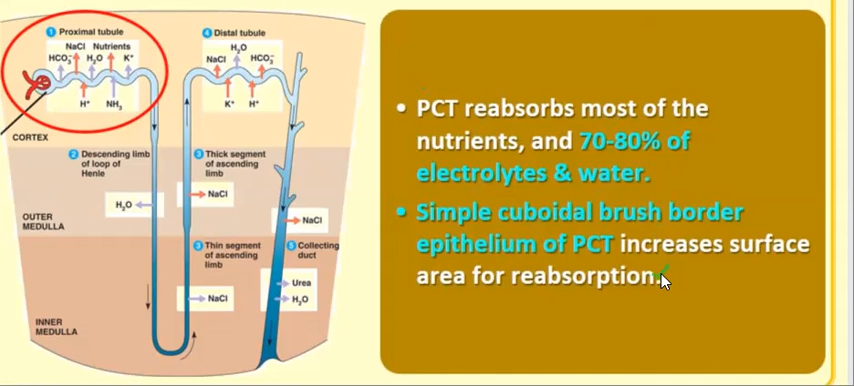 1 Proximal tubule
NaCl Nutrients
HCO3- H2O K+
H+ NH3
CORTEX
4 Distal tubule
H2O
NaCl HCO3-
K+ H+
2 Descending limb
of loop of
Henle
H2O
3 Thick segment
of ascending
limb
NaCl
OUTER
MEDULLA
NaCl
3 Thin segment
of ascending
limb
NaCl
5 Collecting
duct
Urea
H2O
INNER
MEDULLA
• PCT reabsorbs most of the
nutrients, and 70-80% of
electrolytes & water.
• Simple cuboidal brush border
epithelium of PCT increases surface
area for reabsorption.